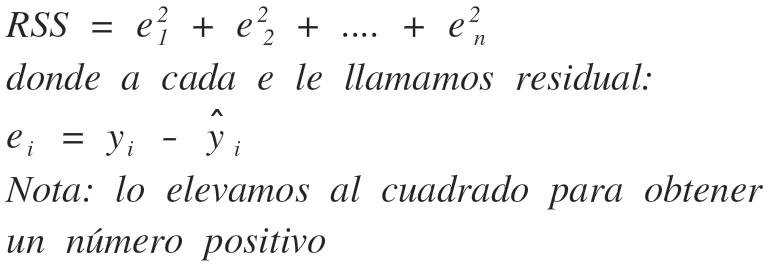 RSS = e₁² + e₂² + .... + eₙ²
donde a cada e le llamamos residual:
eᵢ = yᵢ - ŷᵢ
Nota: lo elevamos al cuadrado para obtener
un número positivo